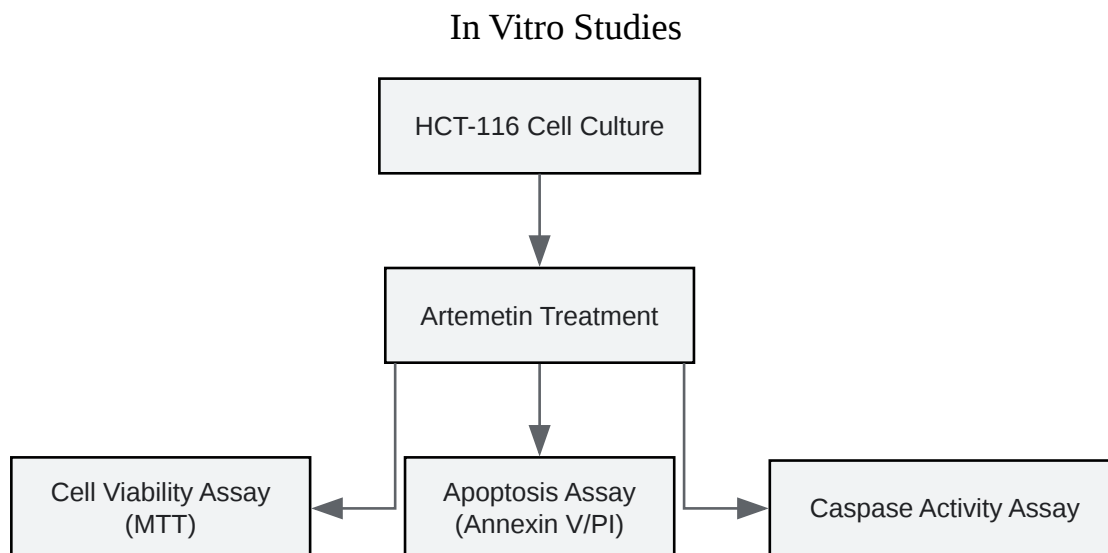 In Vitro Studies
HCT-116 Cell Culture
Artemetin Treatment
Cell Viability Assay
(MTT)
Apoptosis Assay
(Annexin V/PI)
Caspase Activity Assay